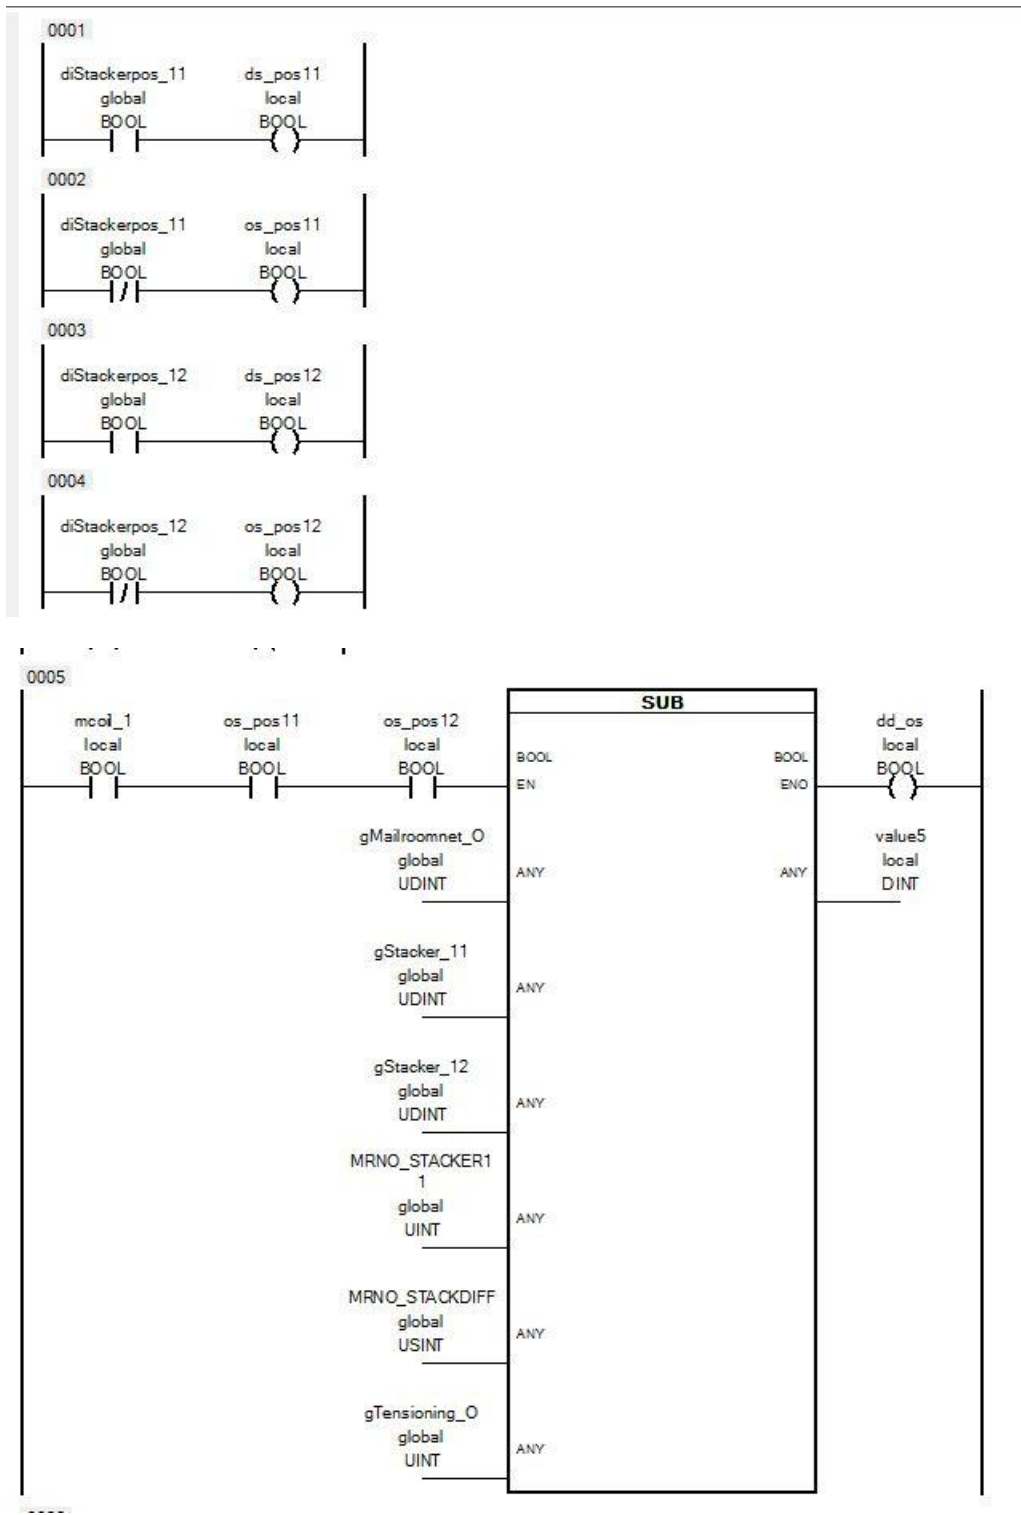 0001
diStackerpos_11 ds_pos11
global local
BOOL BOOL
0002
diStackerpos_11 os_pos11
global local
BOOL BOOL
0003
diStackerpos_12 ds_pos12
global local
BOOL BOOL
0004
diStackerpos_12 os_pos12
global local
BOOL BOOL
0005
SUB
mcoil_1 os_pos11 os_pos12 dd_os
local local local local
BOOL BOOL BOOL BOOL BOOL BOOL
EN ENO
gMailroomnet_O value5
global local
UDINT ANY ANY DINT
gStacker_11
global
UDINT ANY
gStacker_12
global
UDINT ANY
MRNO_STACKER1
1
global
UINT ANY
MRNO_STACKDIFF
global
USINT ANY
gTensioning_O
global
UINT ANY